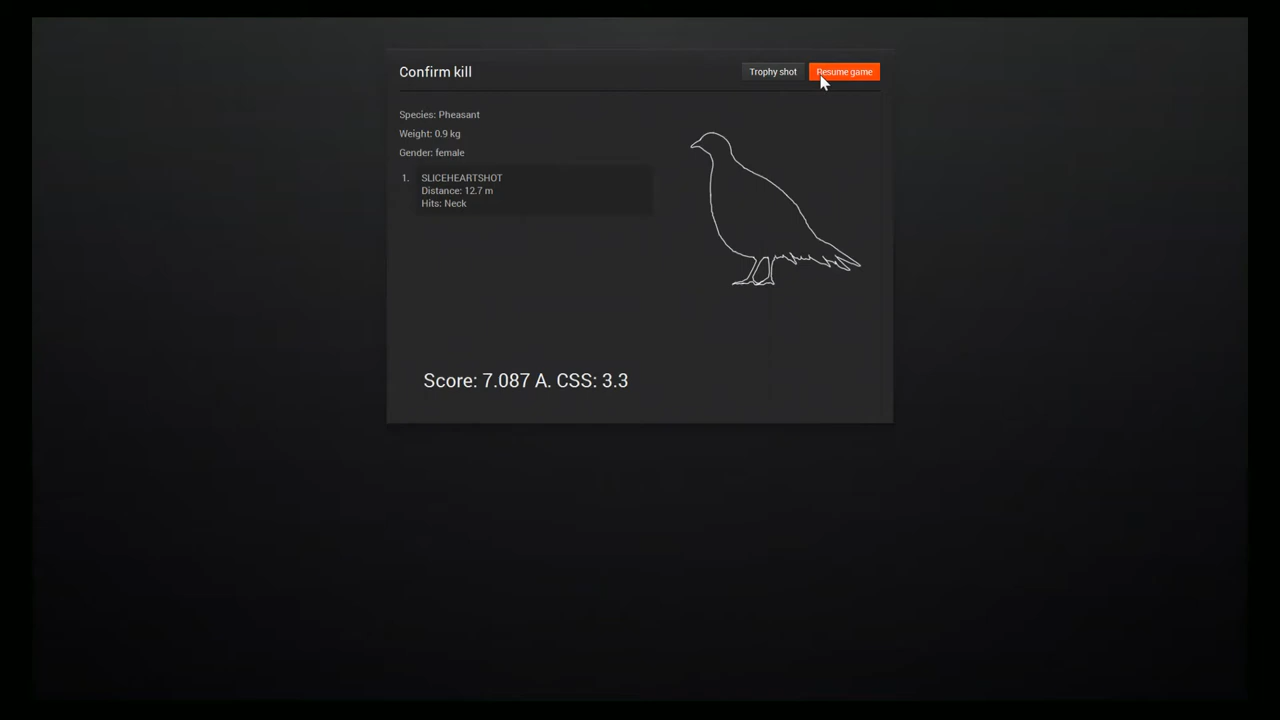 Confirm kill
Trophy shot
Resume game
Species: Pheasant
Weight: 0.9 kg
Gender: female
1. SLICEHEARTSHOT
Distance: 12.7 m
Hits: Neck
Score: 7.087 A. CSS: 3.3